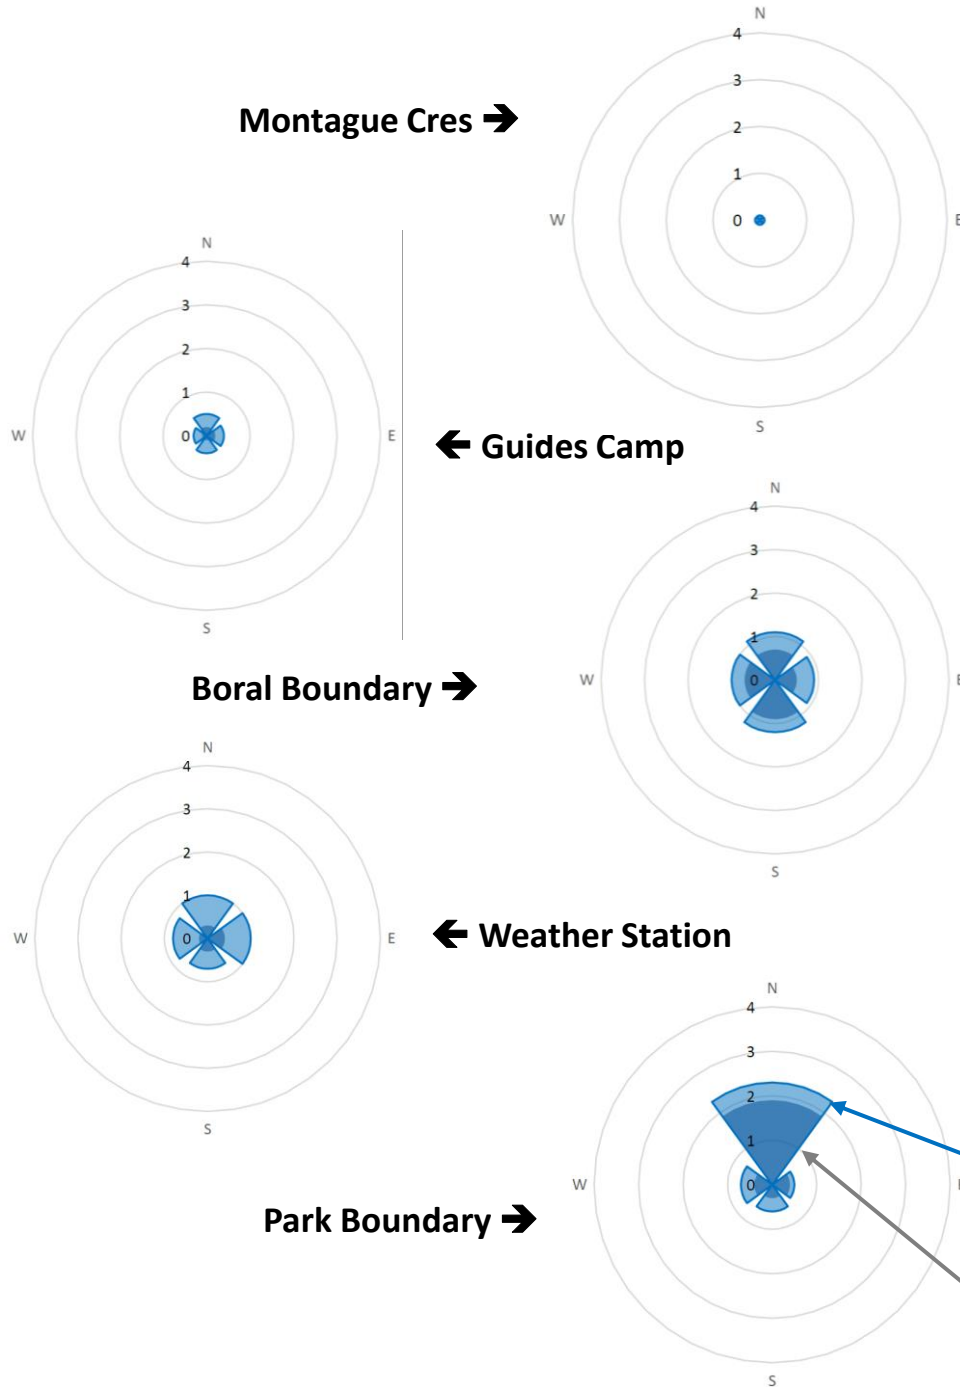 N
4
3
Montague Cres →
2
1
W
0
E
S
N
4
3
2
1
W
0
E
← Guides Camp
S
N
4
3
2
1
Boral Boundary →
W
0
E
S
N
4
3
2
1
W
0
E
← Weather Station
S
N
4
3
2
1
W
0
E
Park Boundary →
S